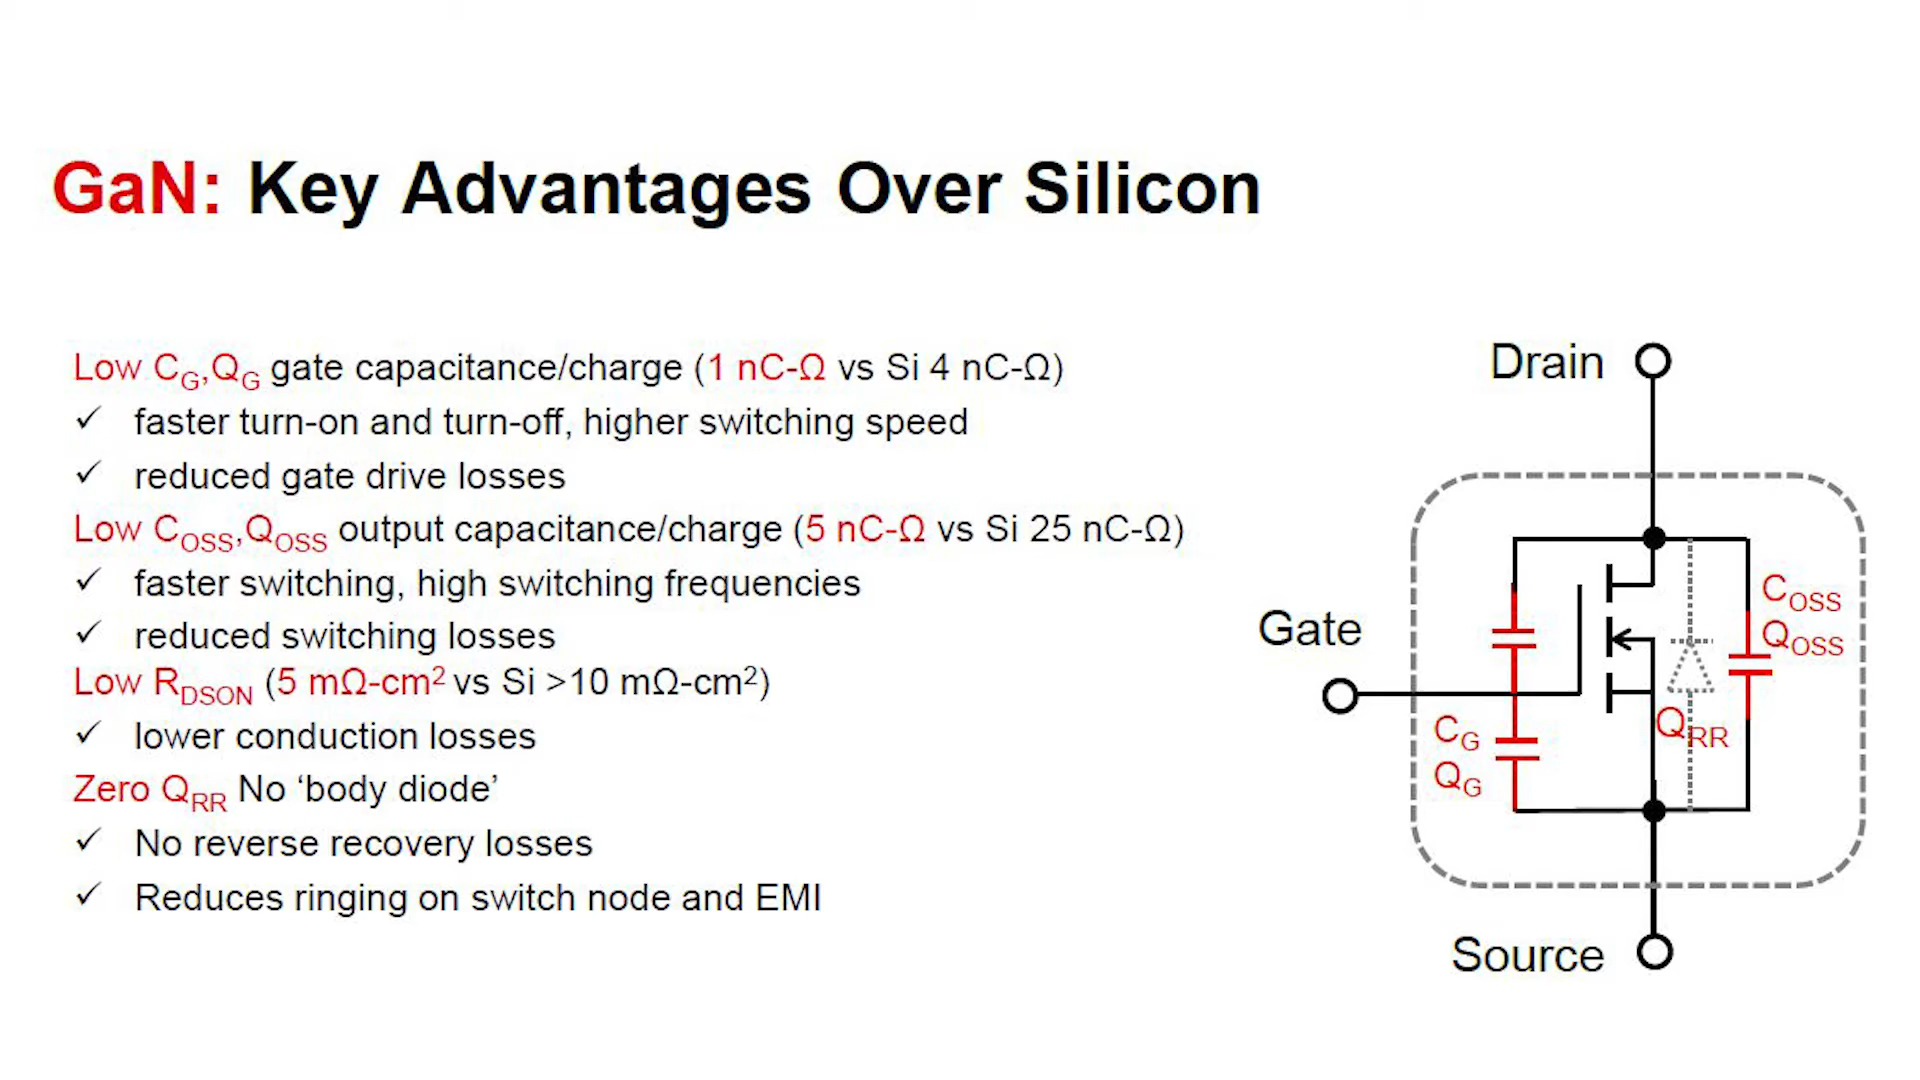 GaN: Key Advantages Over Silicon
Low CG,QG gate capacitance/charge (1 nC-Ω vs Si 4 nC-Ω)
✓ faster turn-on and turn-off, higher switching speed
✓ reduced gate drive losses
Low COSS,QOSS output capacitance/charge (5 nC-Ω vs Si 25 nC-Ω)
✓ faster switching, high switching frequencies
✓ reduced switching losses
Low RDSON (5 mΩ-cm² vs Si >10 mΩ-cm²)
✓ lower conduction losses
Zero QRR No ‘body diode’
✓ No reverse recovery losses
✓ Reduces ringing on switch node and EMI
Drain
Gate
COSS
QOSS
CG
QG
QRR
Source